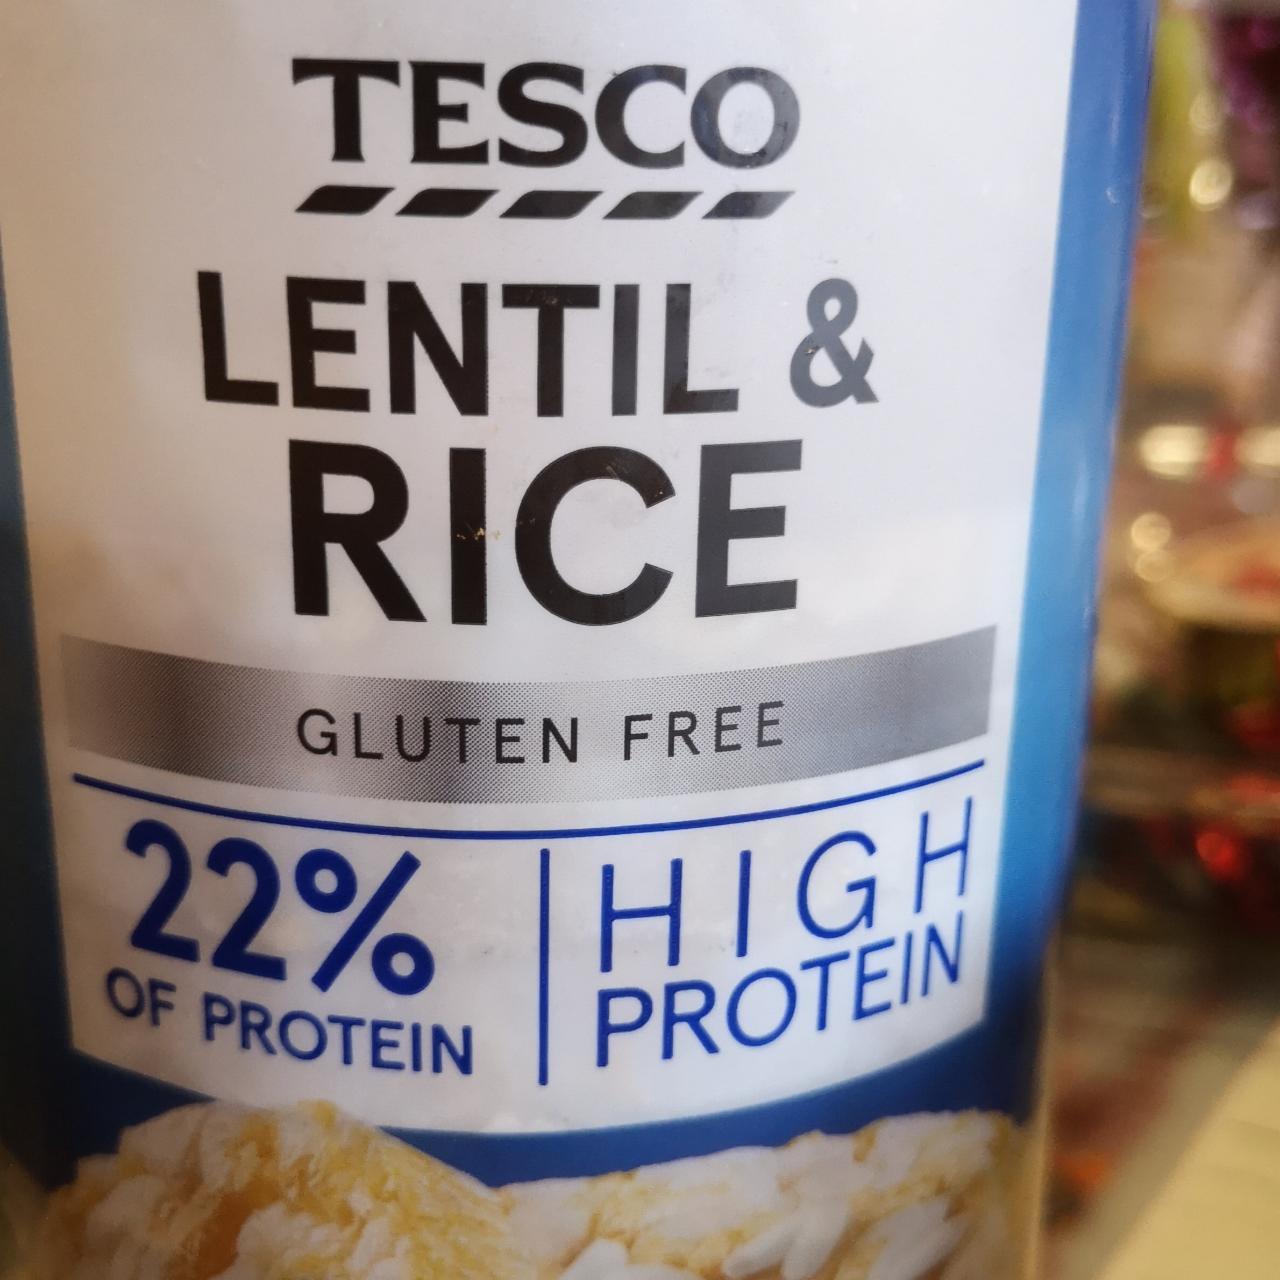 TESCO
LENTIL &
RICE
GLUTEN FREE
22%
OF PROTEIN
HIGH
PROTEIN